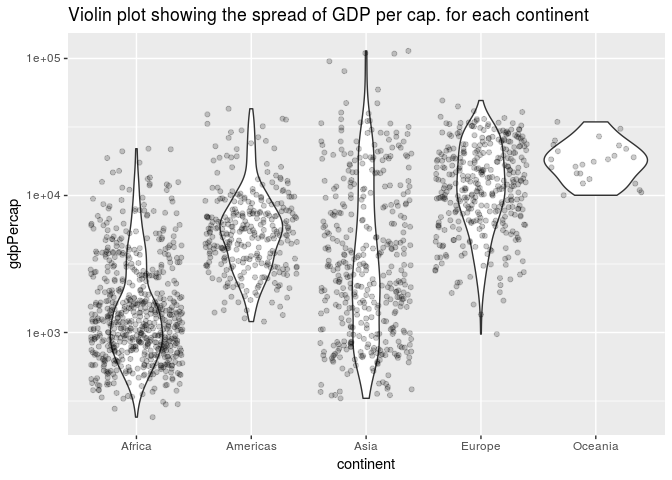 Violin plot showing the spread of GDP per cap. for each continent
gdpPercap
1e+05
1e+04
1e+03
Africa Americas Asia Europe Oceania
continent